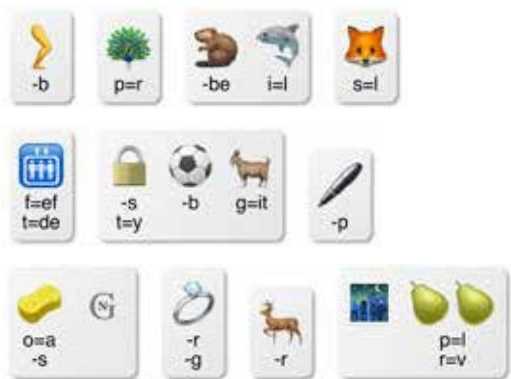 -b p=r -be i=l s=l
f=ef -s -b g=it -p
t=de t=y
o=a -r -r p=l
-s -g r=v